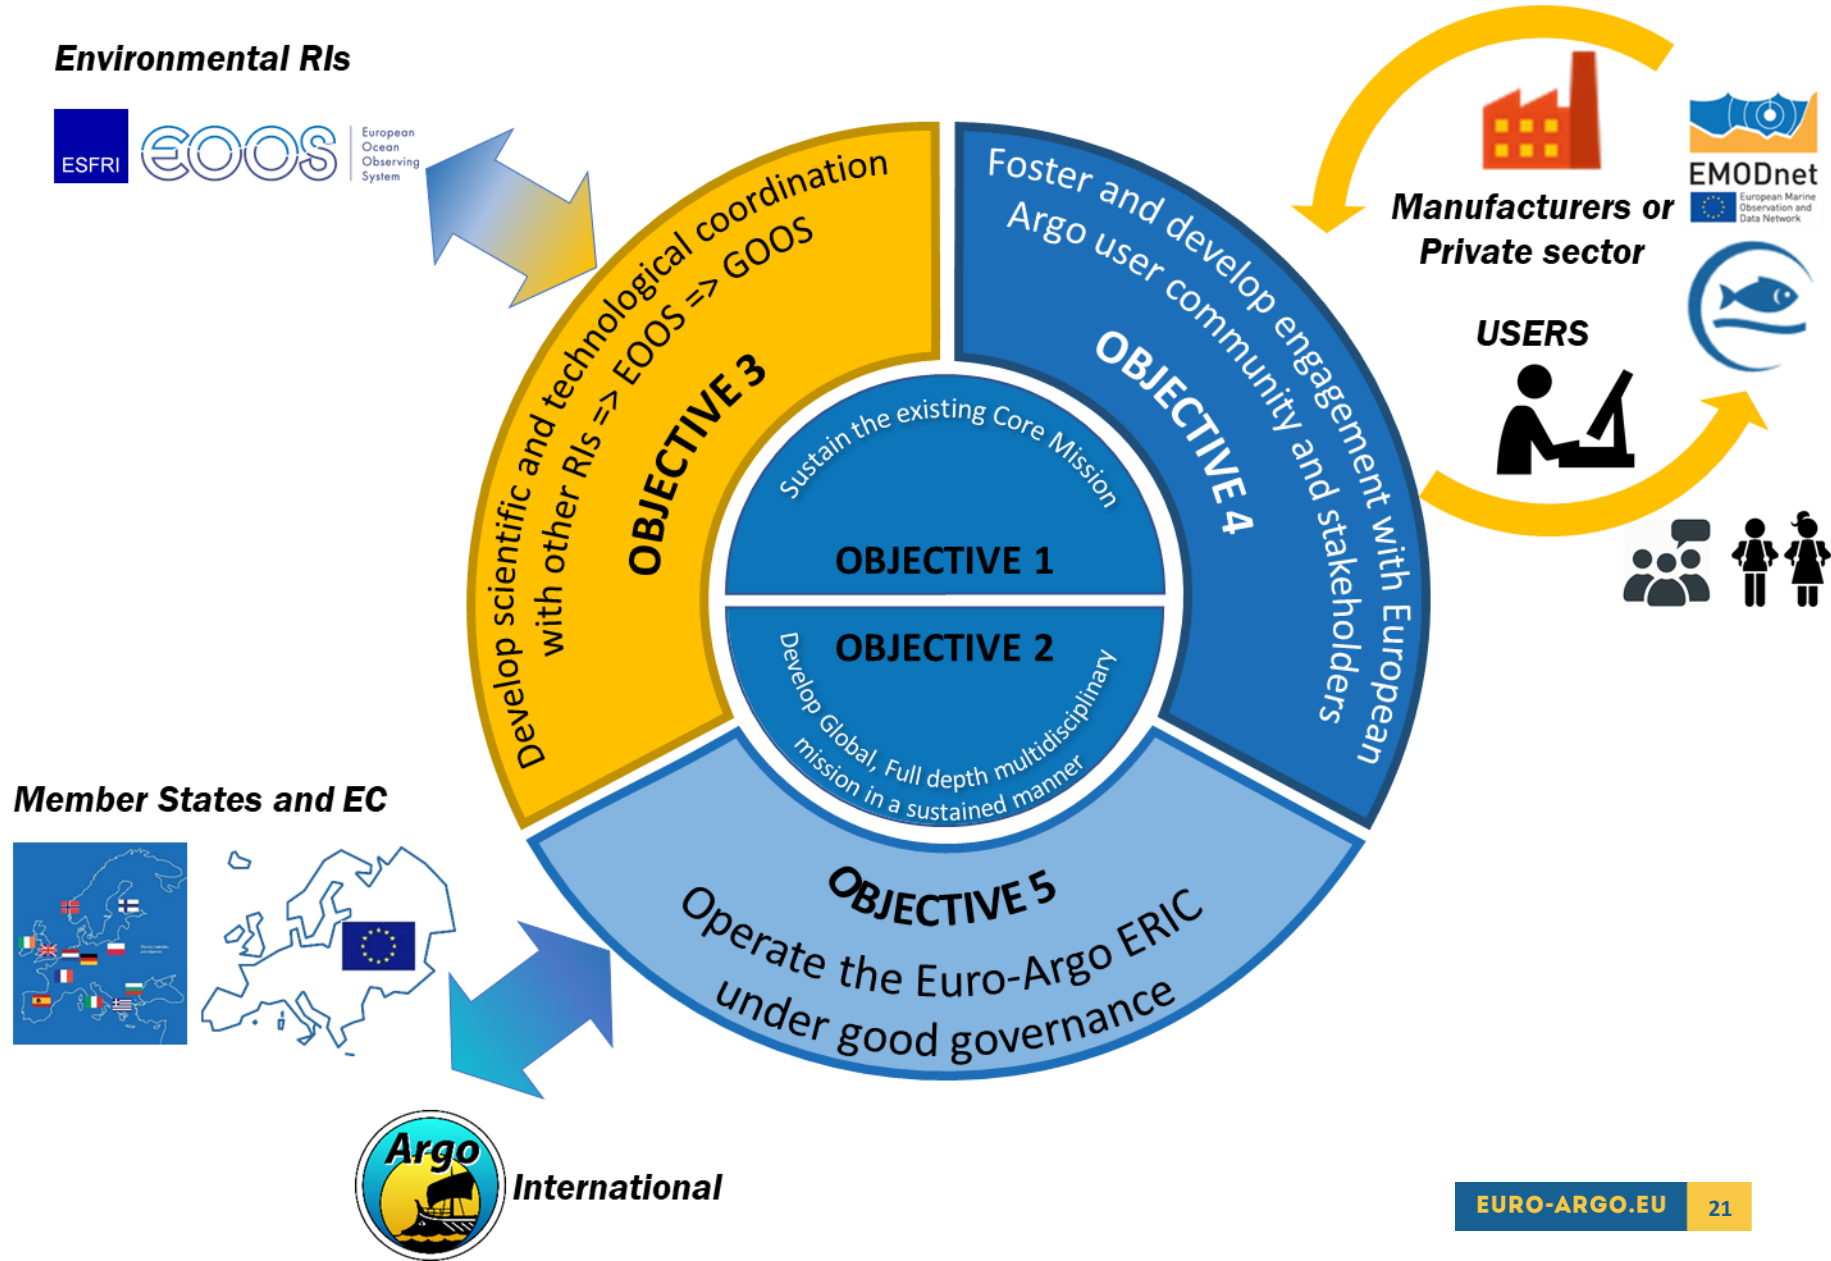 Environmental RIs
ESFRI
EOOS
European
Ocean
Observing
System
Develop scientific and technological coordination
with other RIs => EOOS => GOOS
OBJECTIVE 3
Foster and develop engagement with European
Argo user community and stakeholders
OBJECTIVE 4
Sustain the existing Core Mission
OBJECTIVE 1
OBJECTIVE 2
Develop Global, Full depth multidisciplinary
mission in a sustained manner
OBJECTIVE 5
Operate the Euro-Argo ERIC
under good governance
Manufacturers or
Private sector
EMODnet
European Marine
Observation and
Data Network
USERS
Member States and EC
Argo
International
EURO-ARGO.EU
21